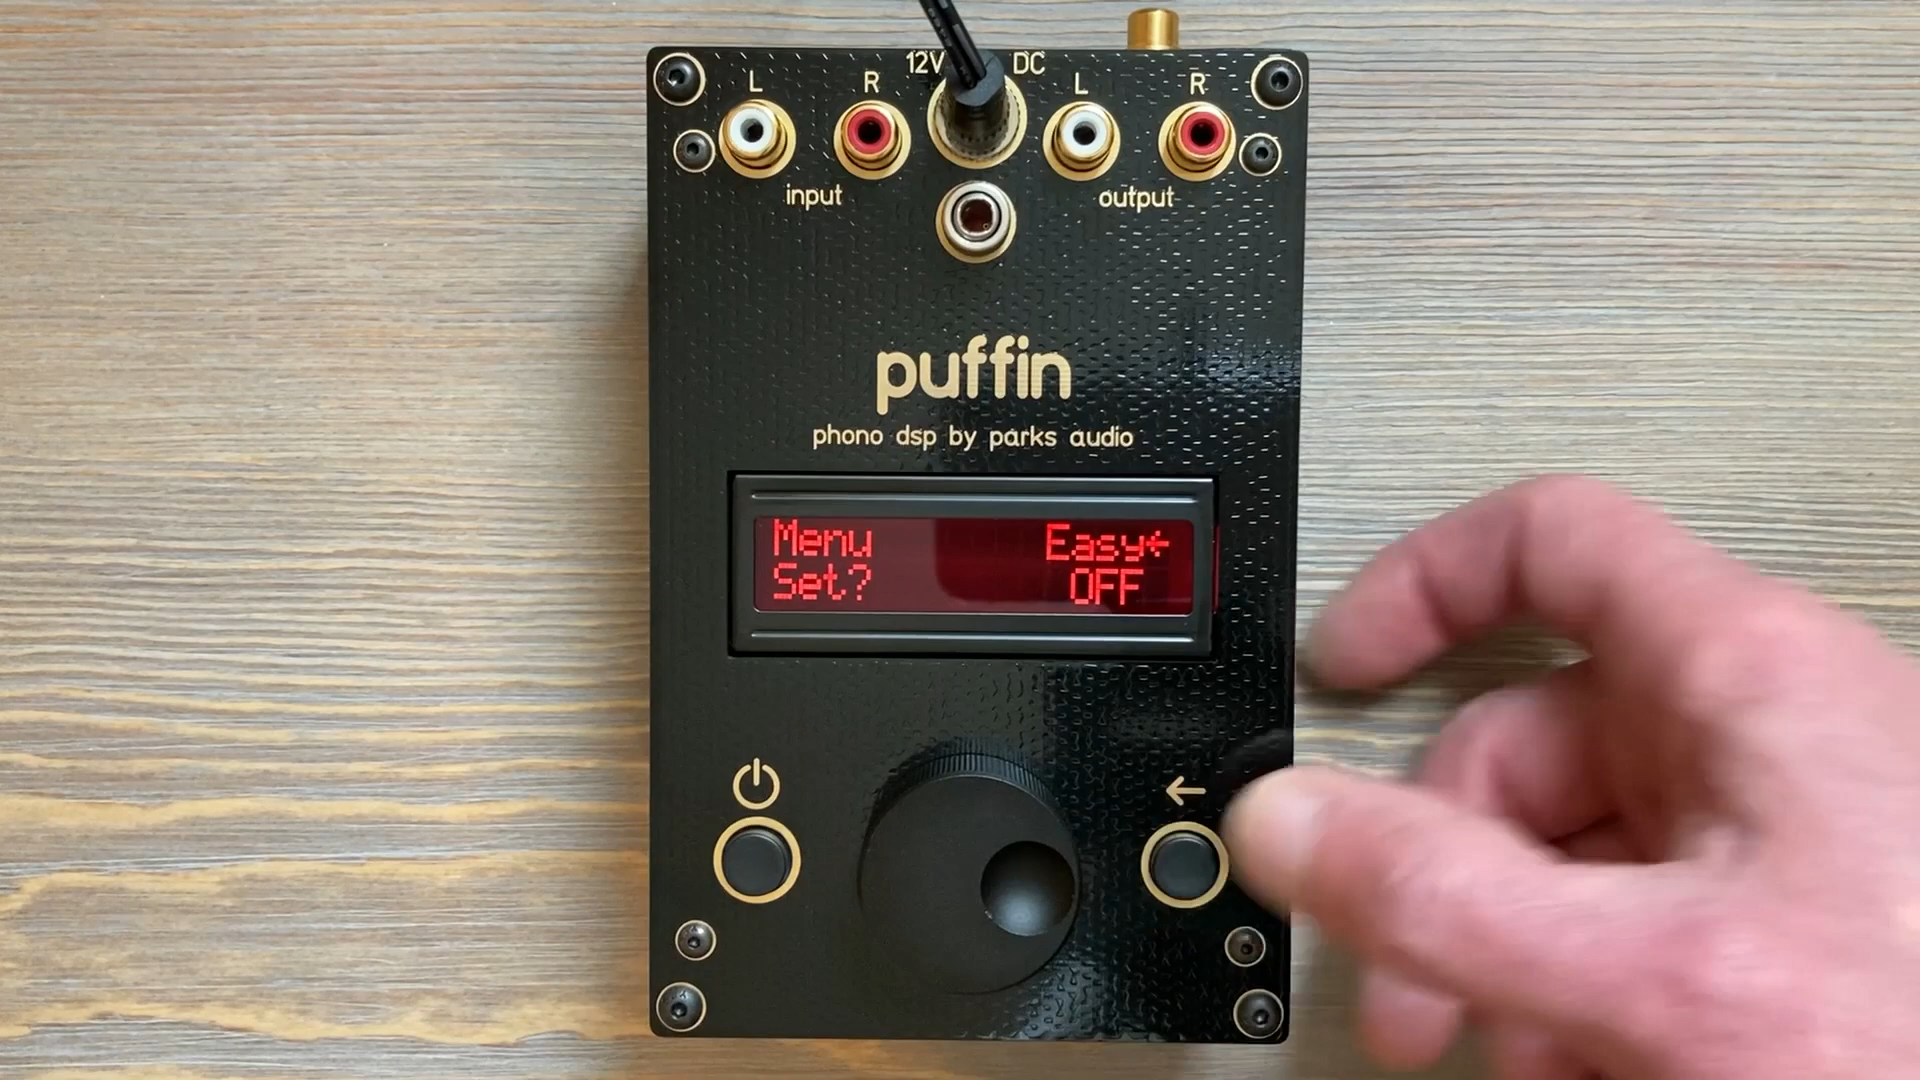 12V DC
L R L R
input output
puffin
phono dsp by parks audio
Menu Easy←
Set? OFF
←